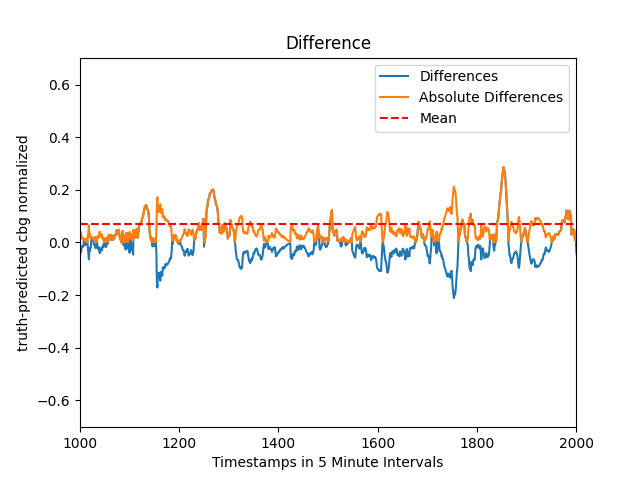 Difference
Differences
Absolute Differences
Mean
truth-predicted cbg normalized
0.6
0.4
0.2
0.0
−0.2
−0.4
−0.6
1000 1200 1400 1600 1800 2000
Timestamps in 5 Minute Intervals